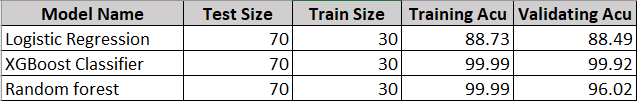 Model Name Test Size Train Size Training Acu Validating Acu
Logistic Regression 70 30 88.73 88.49
XGBoost Classifier 70 30 99.99 99.92
Random forest 70 30 99.99 96.02